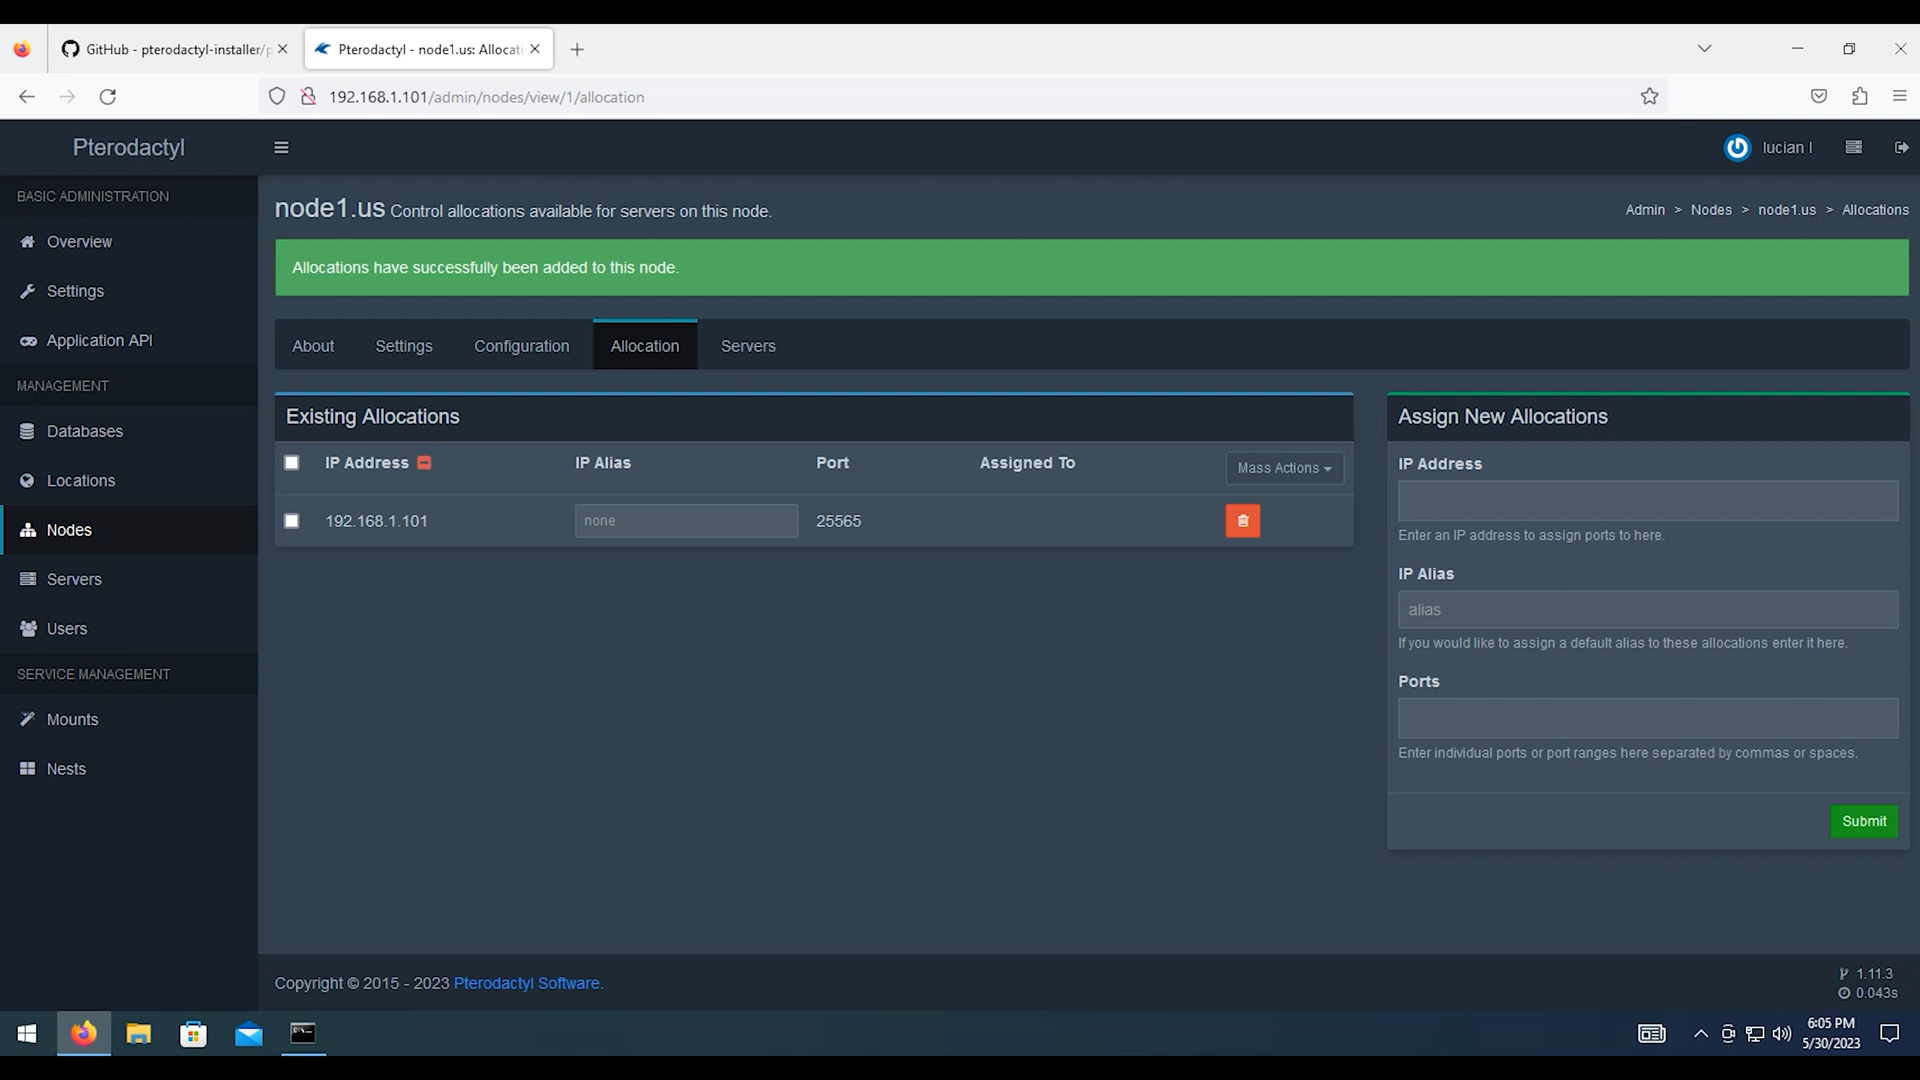 GitHub - pterodactyl-installer/p
Pterodactyl - node1.us: Allocati
192.168.1.101/admin/nodes/view/1/allocation
Pterodactyl
lucian l
BASIC ADMINISTRATION
Overview
Settings
Application API
MANAGEMENT
Databases
Locations
Nodes
Servers
Users
SERVICE MANAGEMENT
Mounts
Nests
node1.us Control allocations available for servers on this node.
Admin > Nodes > node1.us > Allocations
Allocations have successfully been added to this node.
About Settings Configuration Allocation Servers
Existing Allocations
IP Address IP Alias Port Assigned To Mass Actions
192.168.1.101 none 25565
Assign New Allocations
IP Address
Enter an IP address to assign ports to here.
IP Alias
alias
If you would like to assign a default alias to these allocations enter it here.
Ports
Enter individual ports or port ranges here separated by commas or spaces.
Submit
Copyright © 2015 - 2023 Pterodactyl Software.
1.11.3
0.043s
6:05 PM
5/30/2023